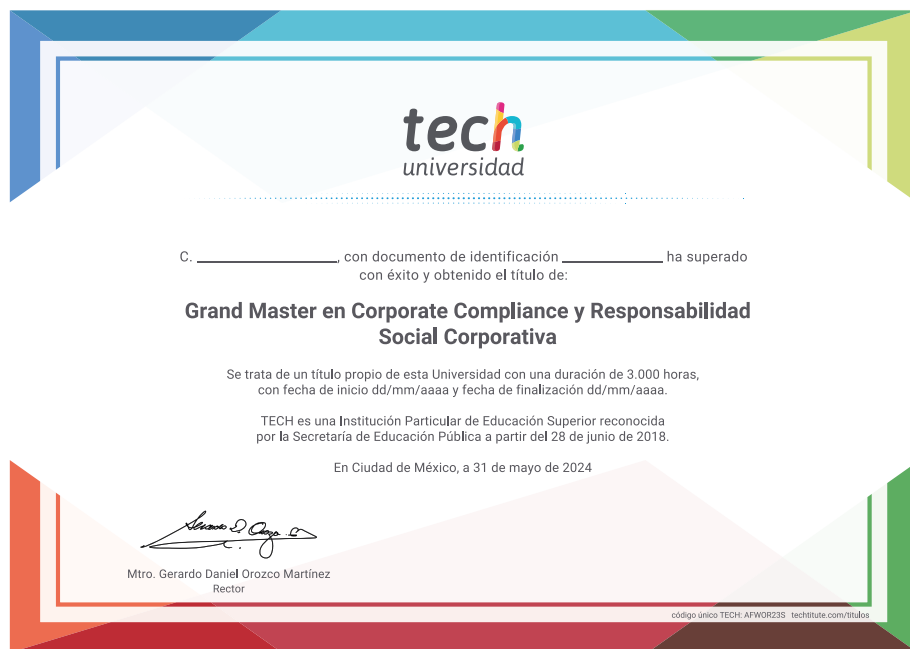 tech
universidad
C. ____________________, con documento de identificación ______________ ha superado
con éxito y obtenido el título de:
Grand Master en Corporate Compliance y Responsabilidad
Social Corporativa
Se trata de un título propio de esta Universidad con una duración de 3.000 horas,
con fecha de inicio dd/mm/aaaa y fecha de finalización dd/mm/aaaa.
TECH es una Institución Particular de Educación Superior reconocida
por la Secretaría de Educación Pública a partir del 28 de junio de 2018.
En Ciudad de México, a 31 de mayo de 2024
Mtro. Gerardo Daniel Orozco Martínez
Rector
código único TECH: AFWOR23S techtitute.com/titulos